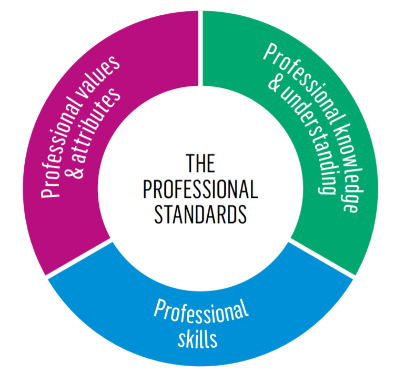 Professional values
& attributes
Professional knowledge
& understanding
THE
PROFESSIONAL
STANDARDS
Professional
skills